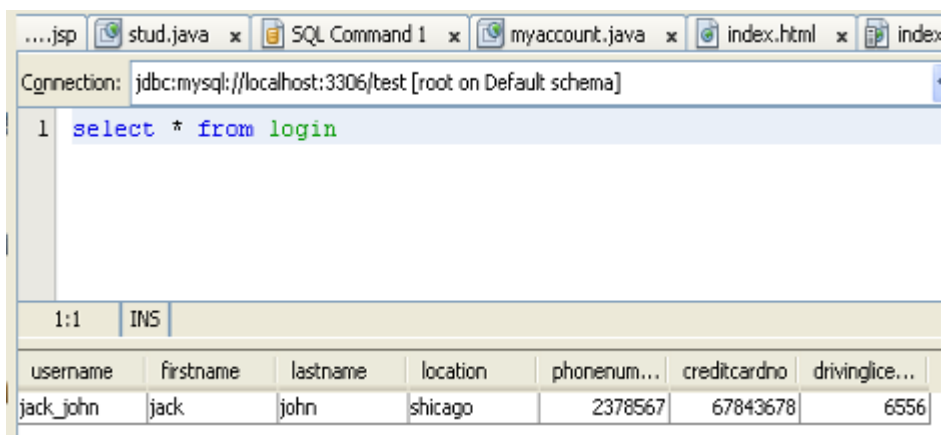 ....jsp stud.java x SQL Command 1 x myaccount.java x index.html x index
Connection: jdbc:mysql://localhost:3306/test [root on Default schema]
1 select * from login
1:1 INS
username firstname lastname location phonenum... creditcardno drivinglice...
jack_john jack john shicago 2378567 67843678 6556